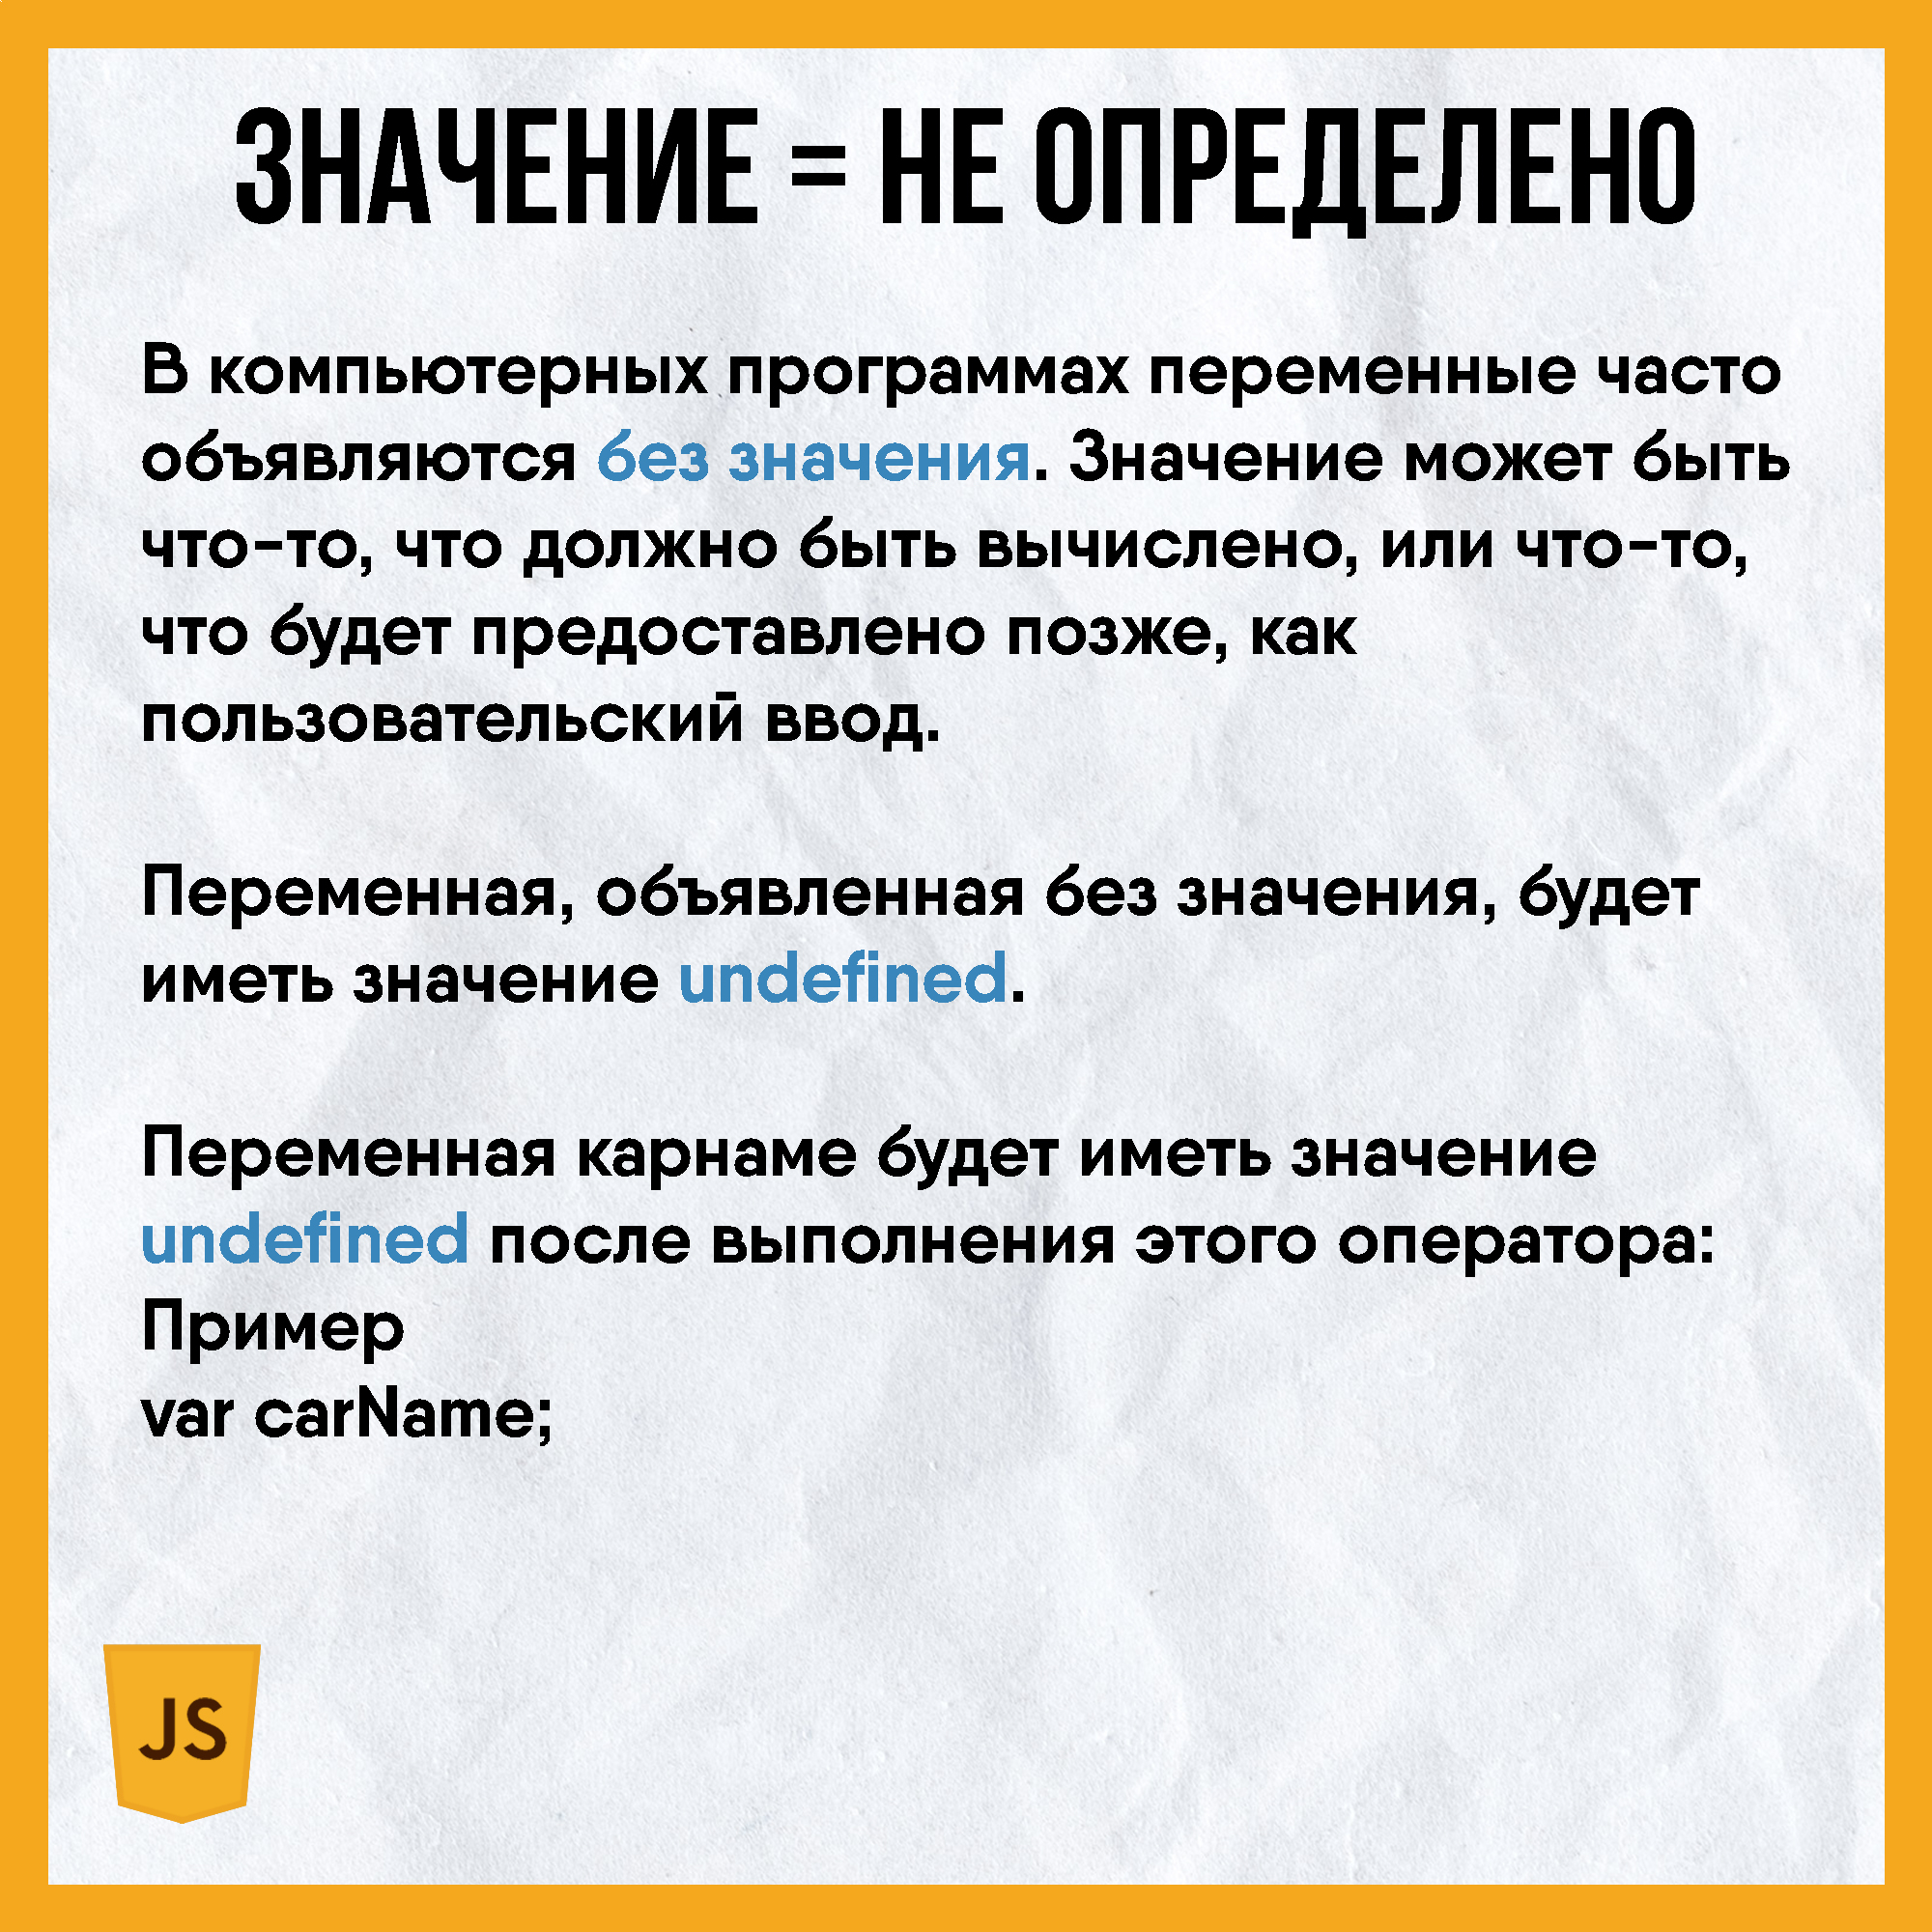 ЗНАЧЕНИЕ = НЕ ОПРЕДЕЛЕНО
В компьютерных программах переменные часто
объявляются без значения. Значение может быть
что-то, что должно быть вычислено, или что-то,
что будет предоставлено позже, как
пользовательский ввод.
Переменная, объявленная без значения, будет
иметь значение undefined.
Переменная карнаме будет иметь значение
undefined после выполнения этого оператора:
Пример
var carName;
JS